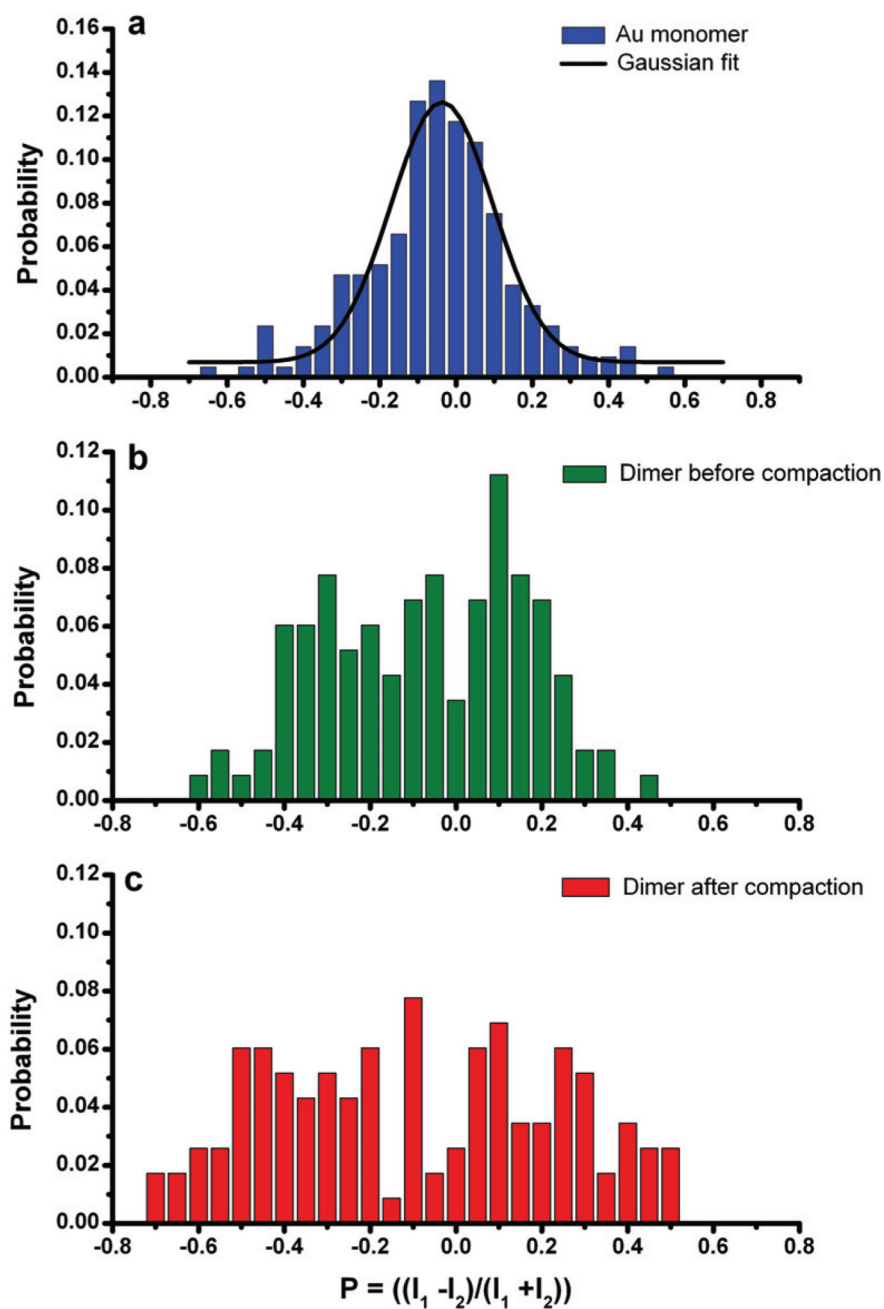 a
Au monomer
Gaussian fit
Probability
0.16
0.14
0.12
0.10
0.08
0.06
0.04
0.02
0.00
-0.8 -0.6 -0.4 -0.2 0.0 0.2 0.4 0.6 0.8
b
Dimer before compaction
Probability
0.12
0.10
0.08
0.06
0.04
0.02
0.00
-0.8 -0.6 -0.4 -0.2 0.0 0.2 0.4 0.6 0.8
c
Dimer after compaction
Probability
0.12
0.10
0.08
0.06
0.04
0.02
0.00
-0.8 -0.6 -0.4 -0.2 0.0 0.2 0.4 0.6 0.8
P = ((I₁ -I₂)/(I₁ +I₂))